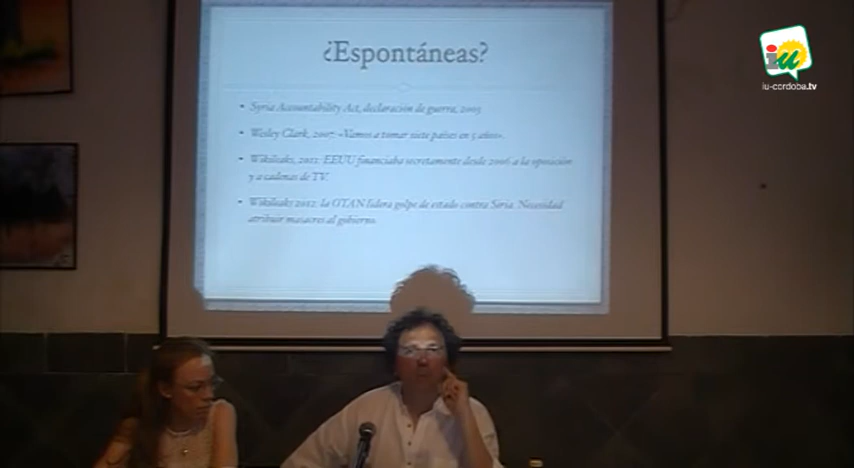 ¿Espontáneas?
• Syria Accountability Act, declaración de guerra, 2003
• Wesley Clark, 2007: «Vamos a tomar siete países en 5 años».
• Wikileaks, 2011: EEUU financiaba secretamente desde 2006 a la oposición
y a cadenas de TV.
• Wikileaks 2012: la OTAN lidera golpe de estado contra Siria. Necesidad
atribuir masacres al gobierno.
iu
iu-cordoba.tv